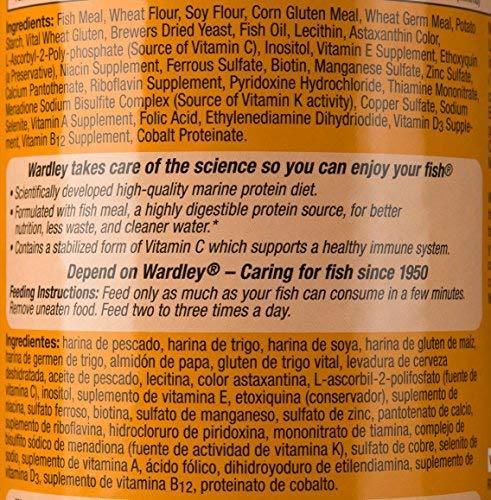 Ingredients: Fish Meal, Wheat Flour, Soy Flour, Corn Gluten Meal, Wheat Germ Meal, Potato
Starch, Vital Wheat Gluten, Brewers Dried Yeast, Fish Oil, Lecithin, Astaxanthin Color,
L-Ascorbyl-2-Poly-phosphate (Source of Vitamin C), Inositol, Vitamin E Supplement, Ethoxyquin
(a Preservative), Niacin Supplement, Ferrous Sulfate, Biotin, Manganese Sulfate, Zinc Sulfate,
Calcium Pantothenate, Riboflavin Supplement, Pyridoxine Hydrochloride, Thiamine Mononitrate,
Menadione Sodium Bisulfite Complex (Source of Vitamin K activity), Copper Sulfate, Sodium
Selenite, Vitamin A Supplement, Folic Acid, Ethylenediamine Dihydriodide, Vitamin D3 Supple-
ment, Vitamin B12 Supplement, Cobalt Proteinate.
Wardley takes care of the science so you can enjoy your fish®
• Scientifically developed high-quality marine protein diet.
• Formulated with fish meal, a highly digestible protein source, for better
nutrition, less waste, and cleaner water.*
• Contains a stabilized form of Vitamin C which supports a healthy immune system.
Depend on Wardley® – Caring for fish since 1950
Feeding Instructions: Feed only as much as your fish can consume in a few minutes.
Remove uneaten food. Feed two to three times a day.
Ingredientes: harina de pescado, harina de trigo, harina de soya, harina de gluten de maíz,
harina de germen de trigo, almidón de papa, gluten de trigo vital, levadura de cerveza
deshidratada, aceite de pescado, lecitina, color astaxantina, L-ascorbil-2-polifosfato (fuente de
vitamina C), inositol, suplemento de vitamina E, etoxiquina (conservador), suplemento de
niacina, sulfato ferroso, biotina, sulfato de manganeso, sulfato de zinc, pantotenato de calcio,
suplemento de riboflavina, hidrocloruro de piridoxina, mononitrato de tiamina, complejo de
bisulfito sódico de menadiona (fuente de actividad de vitamina K), sulfato de cobre, selenito de
sodio, suplemento de vitamina A, ácido fólico, dihidroyoduro de etilendiamina, suplemento de
vitamina D3, suplemento de vitamina B12, proteinato de cobalto.